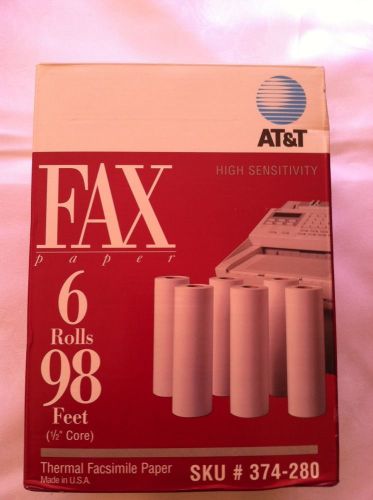 AT&T
HIGH SENSITIVITY
FAX
paper
6
Rolls
98
Feet
(½" Core)
Thermal Facsimile Paper
Made in U.S.A.
SKU # 374-280